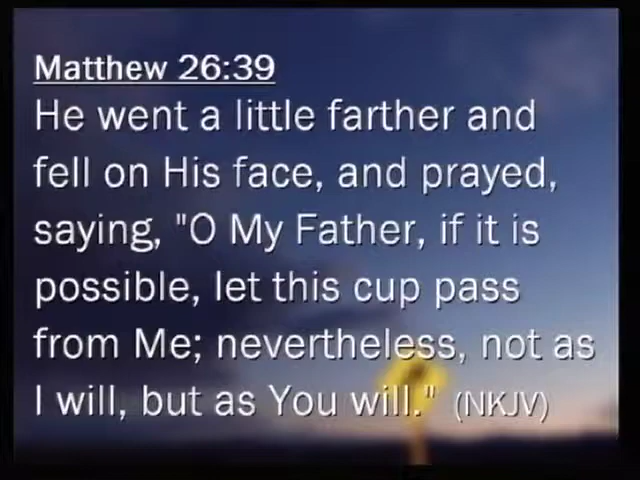 Matthew 26:39
He went a little farther and
fell on His face, and prayed,
saying, "O My Father, if it is
possible, let this cup pass
from Me; nevertheless, not as
I will, but as You will." (NKJV)